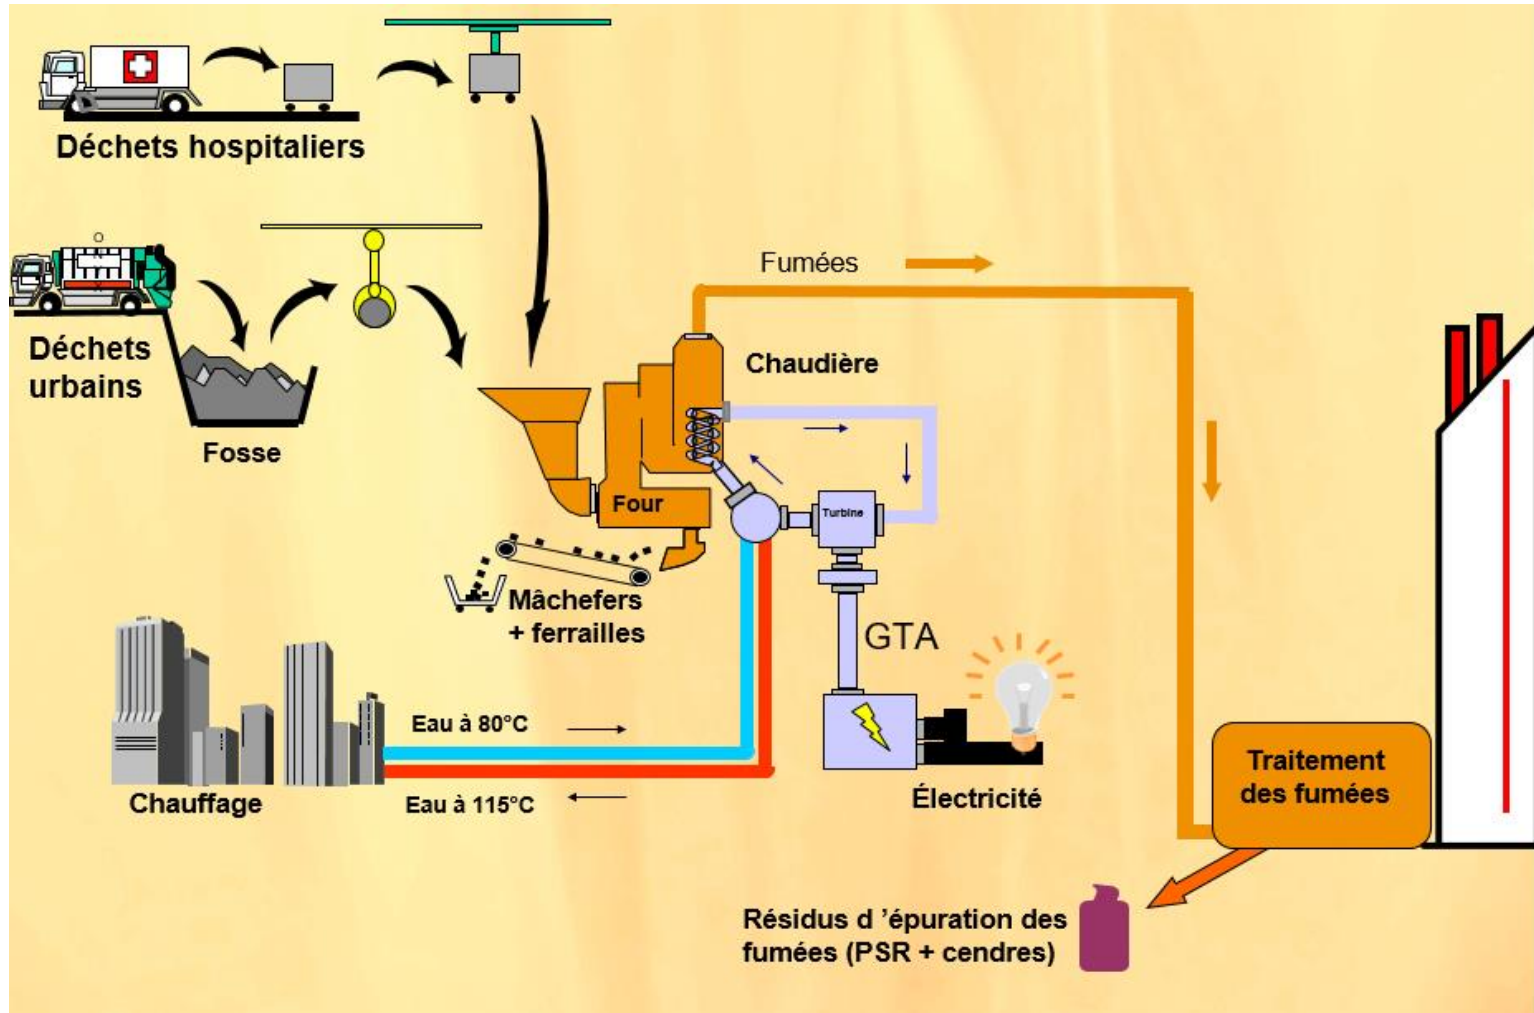 Déchets hospitaliers
Déchets
urbains
Fosse
Fumées
Chaudière
Four
Turbine
Mâchefers
+ ferrailles
GTA
Eau à 80°C
Chauffage
Eau à 115°C
Électricité
Traitement
des fumées
Résidus d ’épuration des
fumées (PSR + cendres)